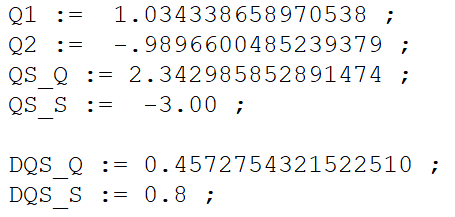 Q1 := 1.034338658970538 ;
Q2 := -.9896600485239379 ;
QS_Q := 2.342985852891474 ;
QS_S := -3.00 ;
DQS_Q := 0.4572754321522510 ;
DQS_S := 0.8 ;